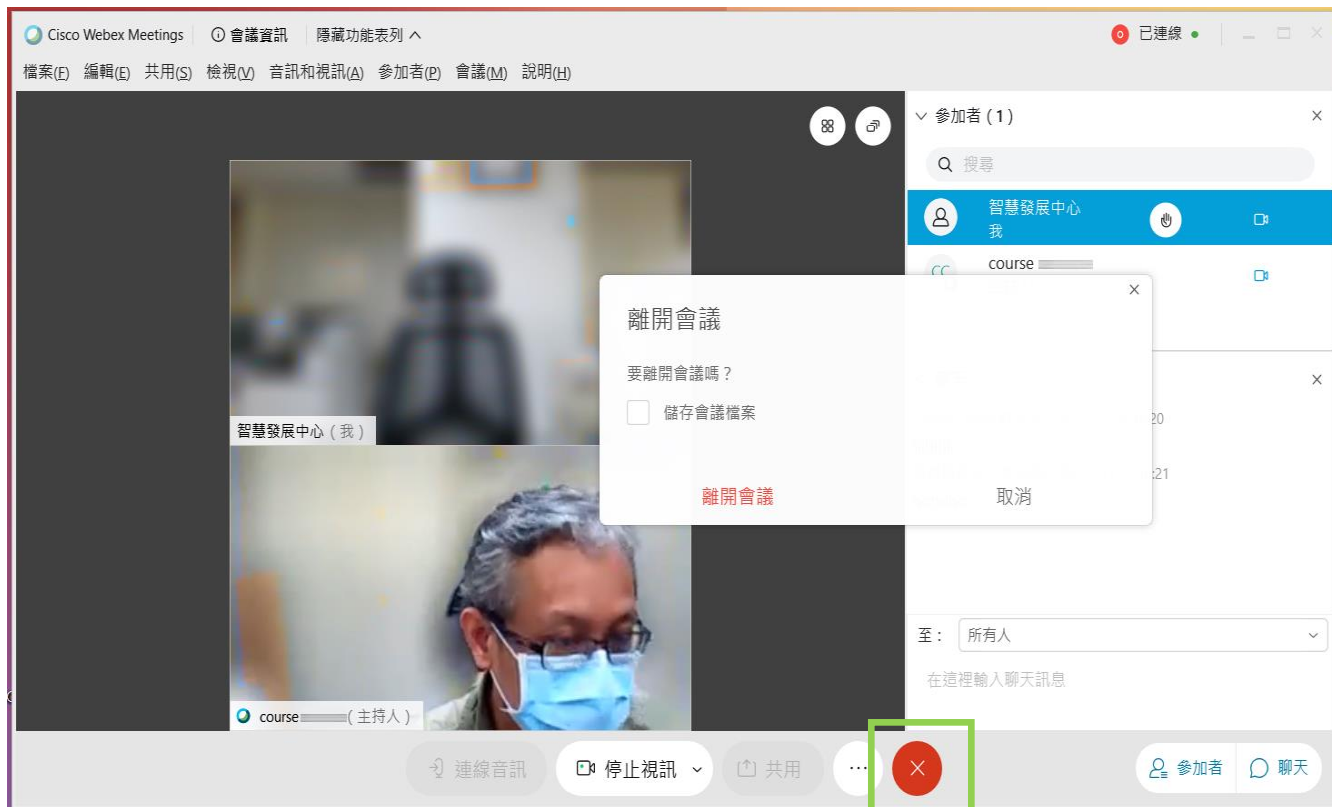 Cisco Webex Meetings 會議資訊 隱藏功能表列 已連線
檔案(F) 編輯(E) 共用(S) 檢視(V) 音訊和視訊(A) 參加者(P) 會議(M) 說明(H)
參加者 (1)
搜尋
智慧發展中心
我
CC course
離開會議
要離開會議嗎？
儲存會議檔案
離開會議 取消
20
:21
智慧發展中心 (我)
course (主持人)
至： 所有人
在這裡輸入聊天訊息
連線音訊 停止視訊 共用 ... 參加者 聊天